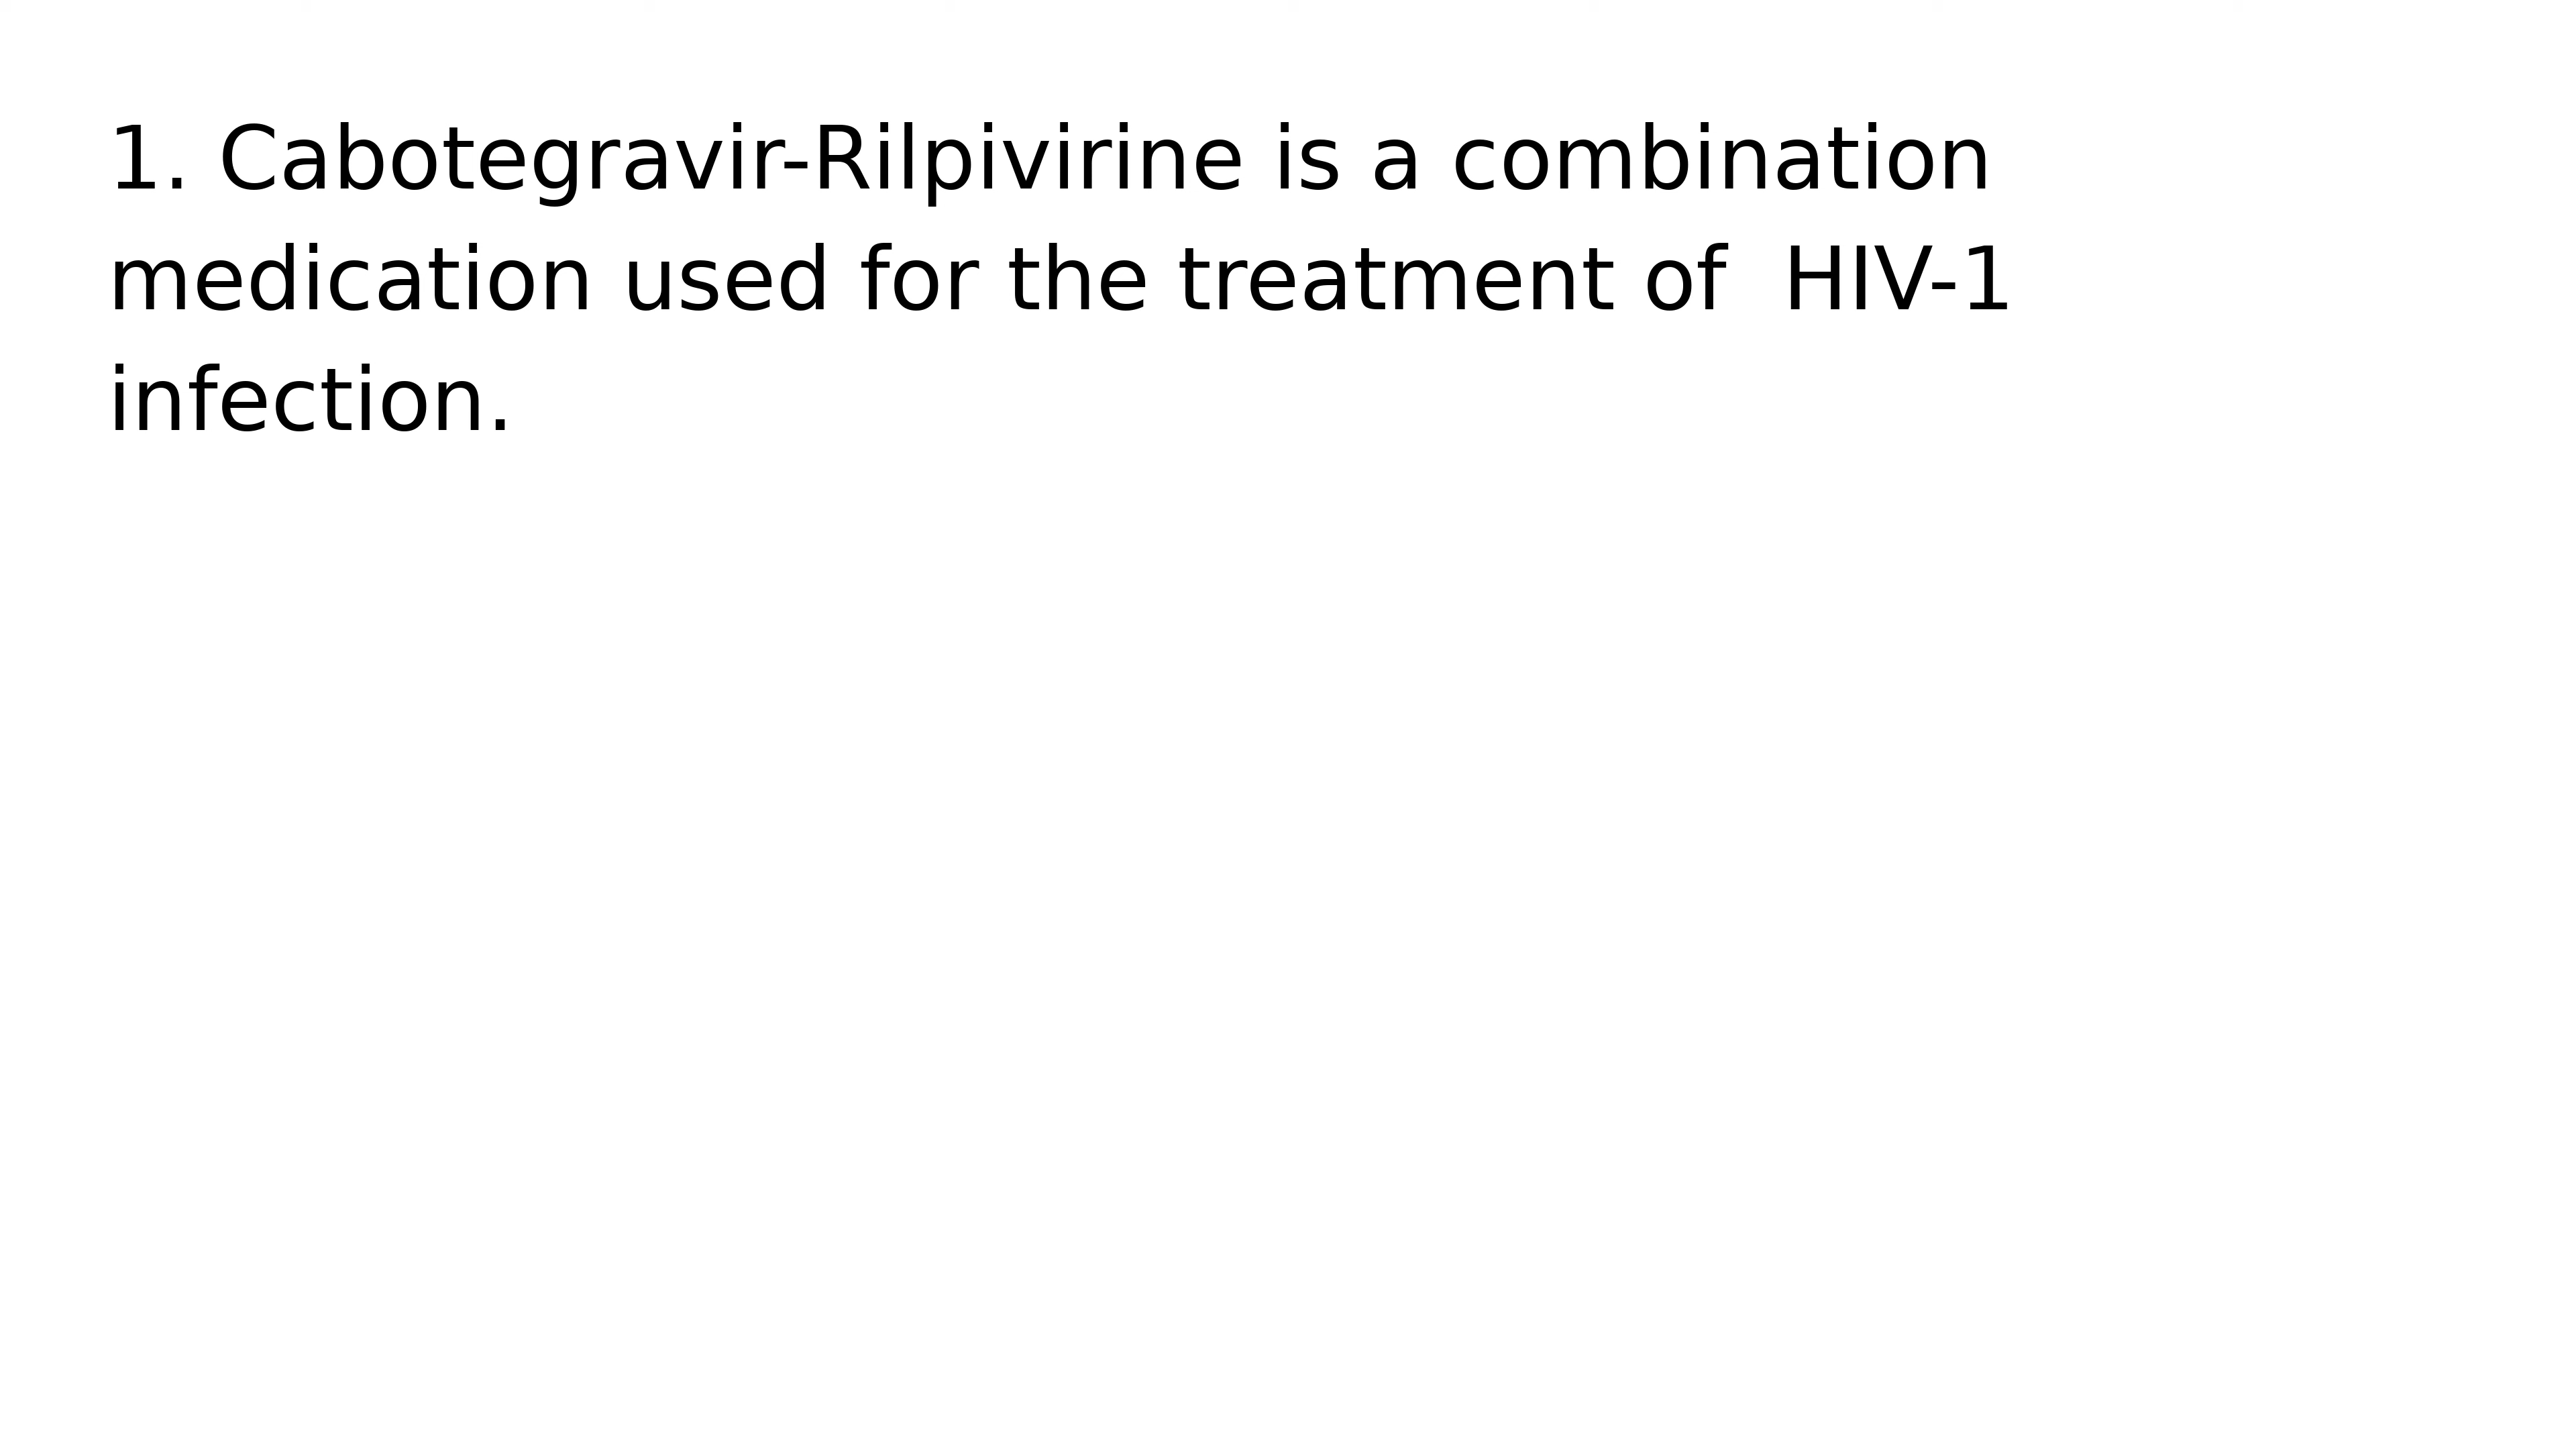 1. Cabotegravir-Rilpivirine is a combination
medication used for the treatment of  HIV-1
infection.